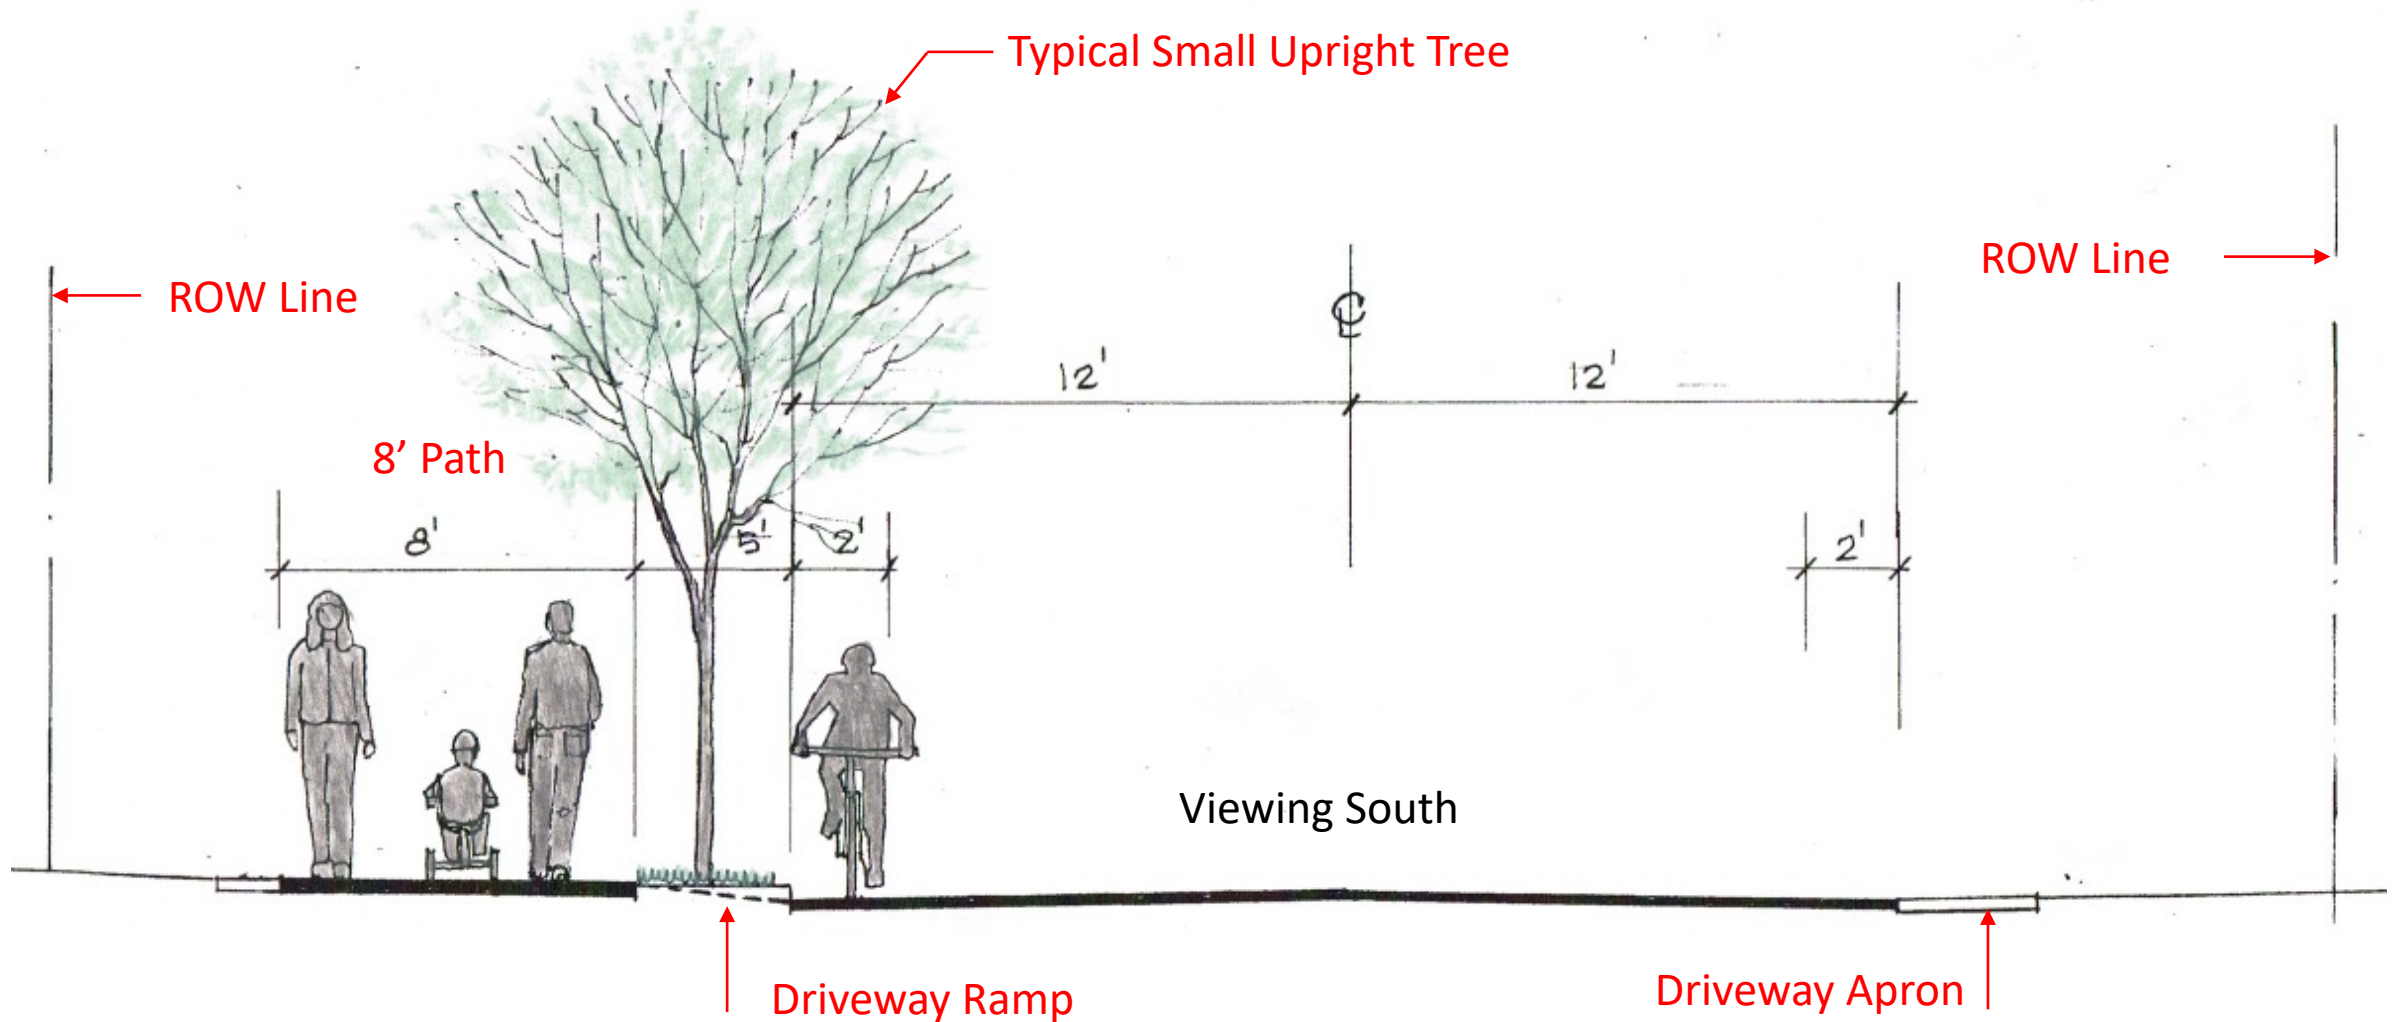 Typical Small Upright Tree
ROW Line
ROW Line
℄
12'
12'
8’ Path
8'
5'
2'
2'
Viewing South
Driveway Ramp
Driveway Apron